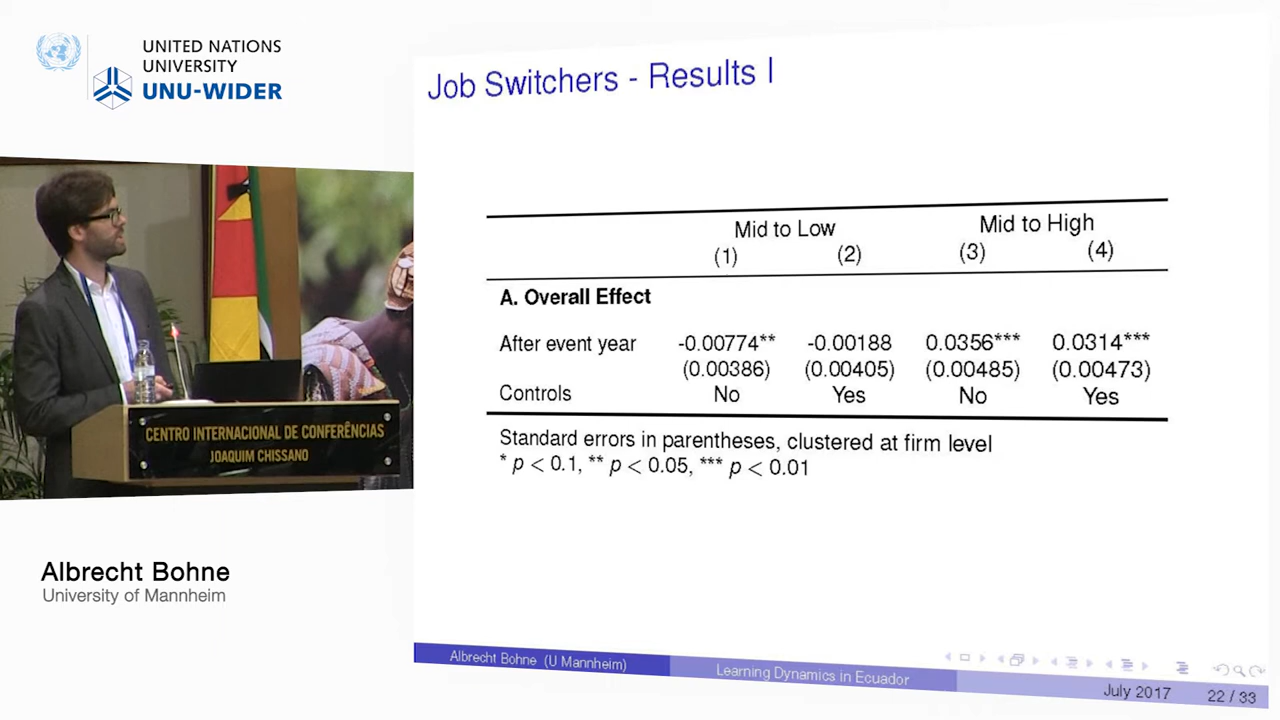 UNITED NATIONS
UNIVERSITY
UNU-WIDER
Job Switchers - Results I
Mid to Low Mid to High
(1) (2) (3) (4)
A. Overall Effect
After event year -0.00774** -0.00188 0.0356*** 0.0314***
(0.00386) (0.00405) (0.00485) (0.00473)
Controls No Yes No Yes
Standard errors in parentheses, clustered at firm level
* p < 0.1, ** p < 0.05, *** p < 0.01
CENTRO INTERNACIONAL DE CONFERÊNCIAS
JOAQUIM CHISSANO
Albrecht Bohne
University of Mannheim
Albrecht Bohne (U Mannheim) Learning Dynamics in Ecuador July 2017 22 / 33